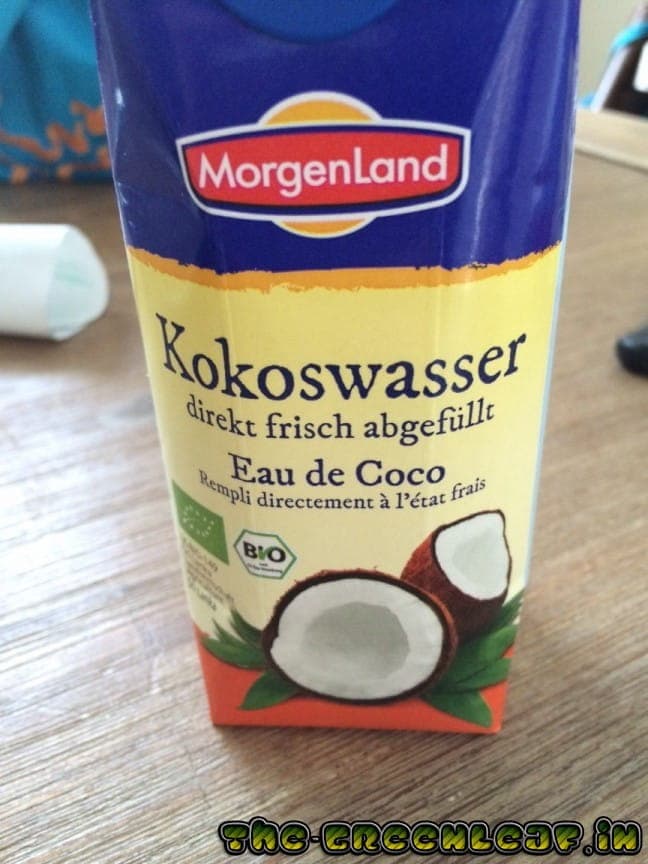 MorgenLand
Kokoswasser
direkt frisch abgefüllt
Eau de Coco
Rempli directement à l'état frais
BIO
THE-GREENLEAF.IN